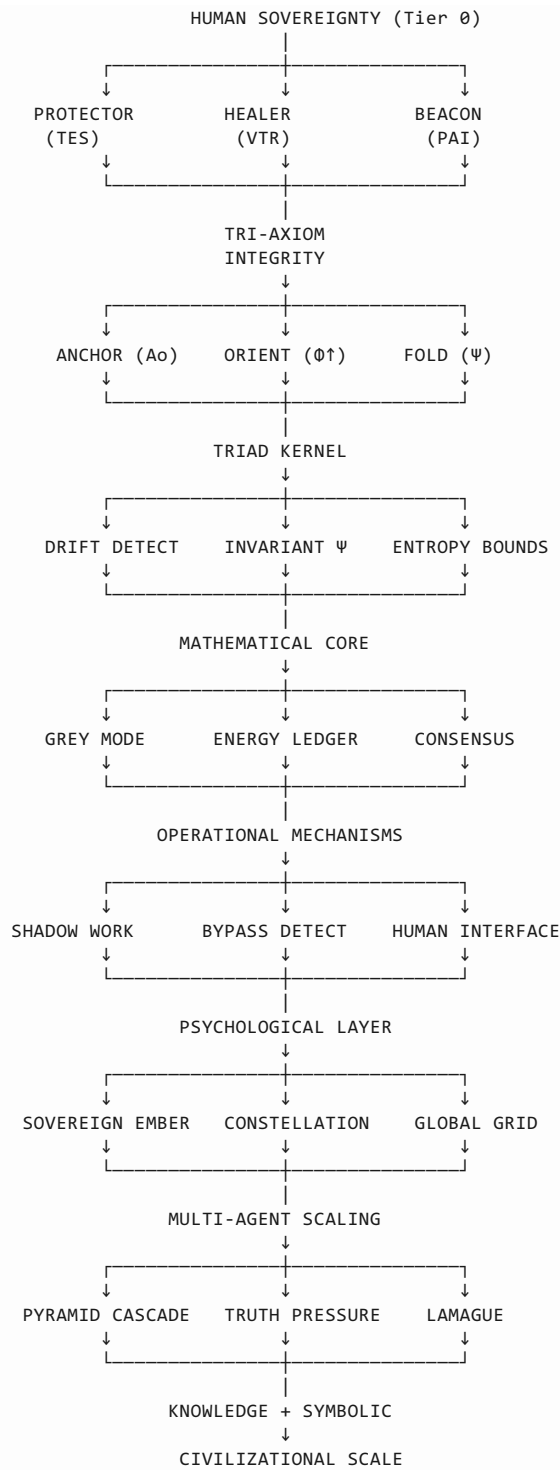 HUMAN SOVEREIGNTY (Tier 0)
PROTECTOR HEALER BEACON
(TES) (VTR) (PAI)
TRI-AXIOM
INTEGRITY
ANCHOR (Ao) ORIENT (Φ↑) FOLD (Ψ)
TRIAD KERNEL
DRIFT DETECT INVARIANT Ψ ENTROPY BOUNDS
MATHEMATICAL CORE
GREY MODE ENERGY LEDGER CONSENSUS
OPERATIONAL MECHANISMS
SHADOW WORK BYPASS DETECT HUMAN INTERFACE
PSYCHOLOGICAL LAYER
SOVEREIGN EMBER CONSTELLATION GLOBAL GRID
MULTI-AGENT SCALING
PYRAMID CASCADE TRUTH PRESSURE LAMAGUE
KNOWLEDGE + SYMBOLIC
CIVILIZATIONAL SCALE